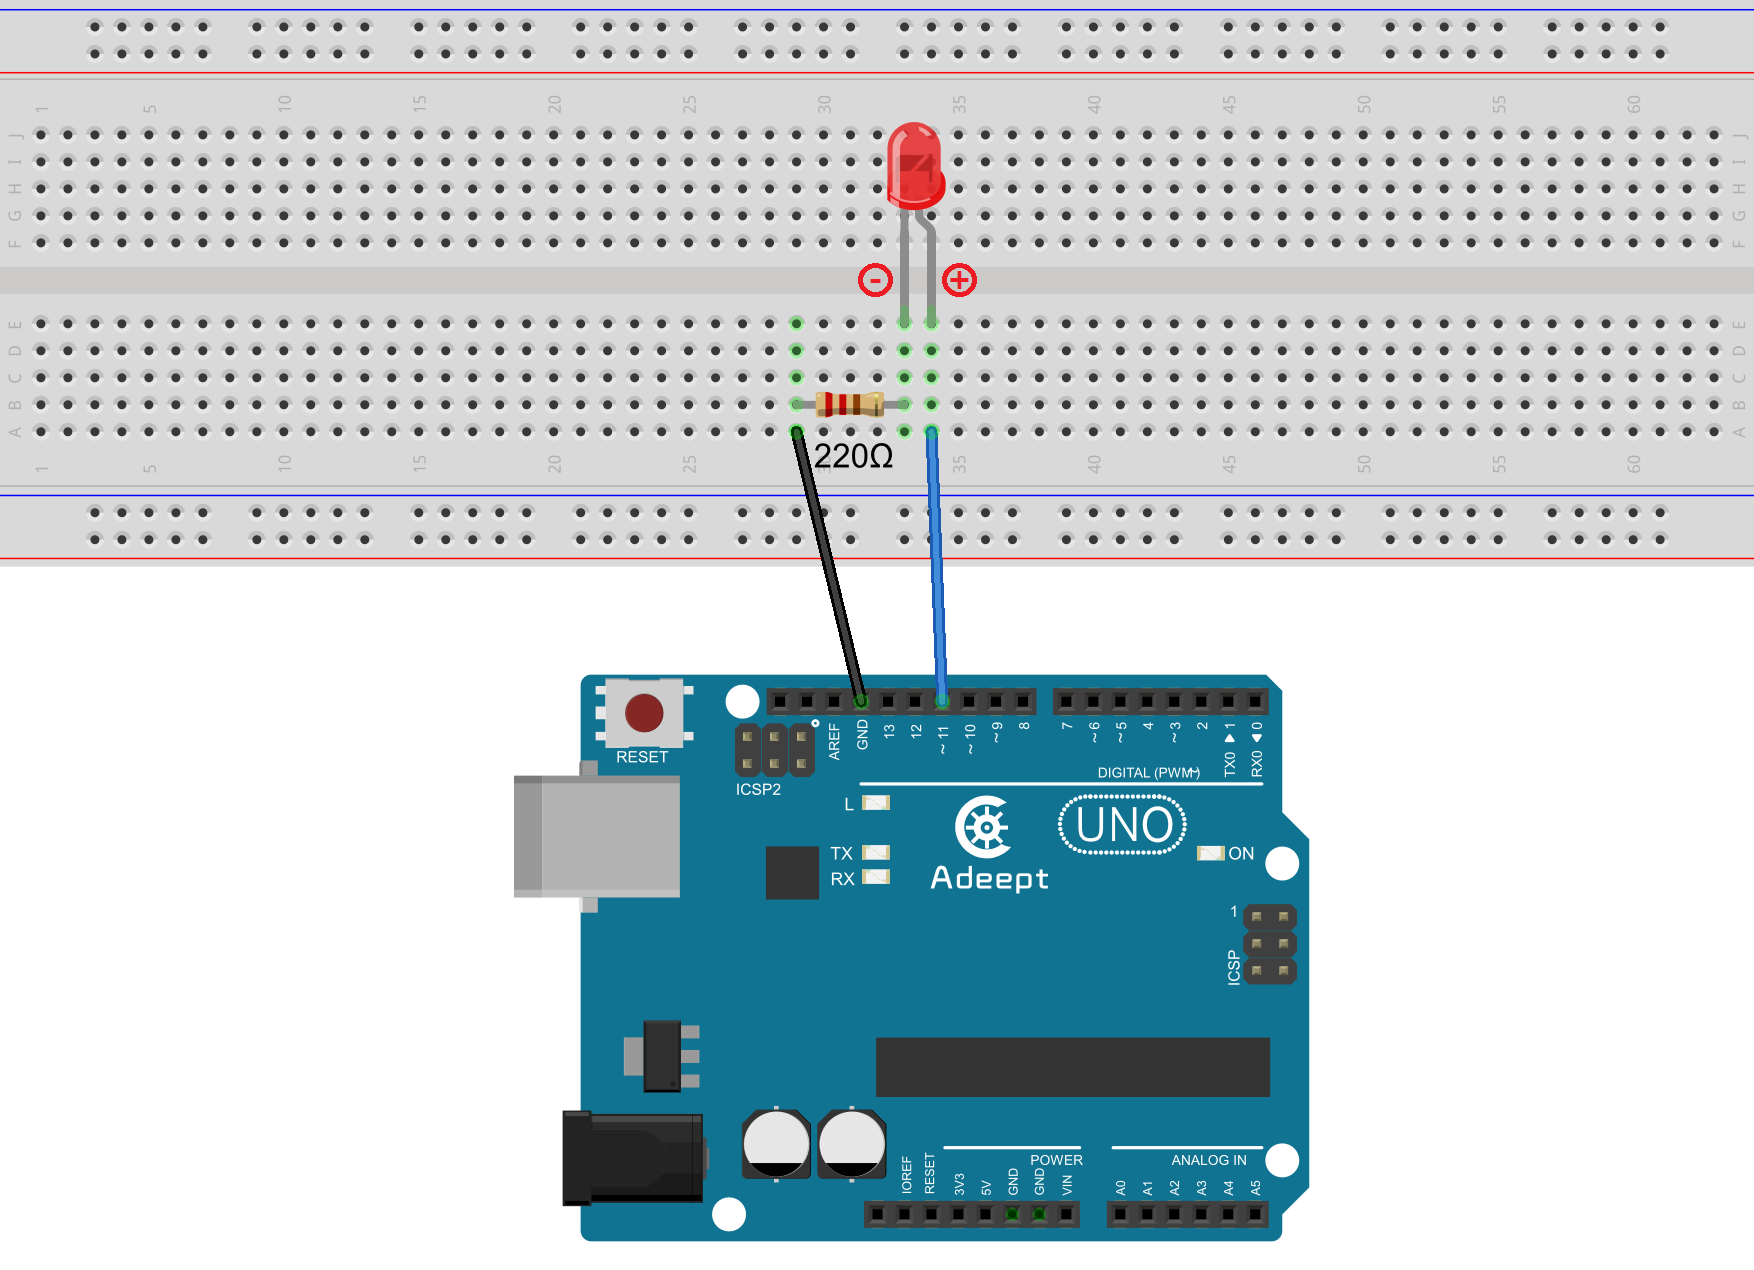 1 5 10 15 20 25 30 35 40 45 50 55 60
J J
I I
H H
G G
F F
- +
E E
D D
C C
B B
A A
220Ω
1 5 10 15 20 25 35 40 45 50 55 60
RESET
AREF GND 13 12 ~11 ~10 ~9 8 7 ~6 ~5 4 ~3 2 TX0▶1 RX0◀0
DIGITAL (PWM~)
ICSP2
L
UNO
TX
ON
RX
Adeept
1
ICSP
POWER
ANALOG IN
IOREF RESET 3V3 5V GND GND VIN A0 A1 A2 A3 A4 A5